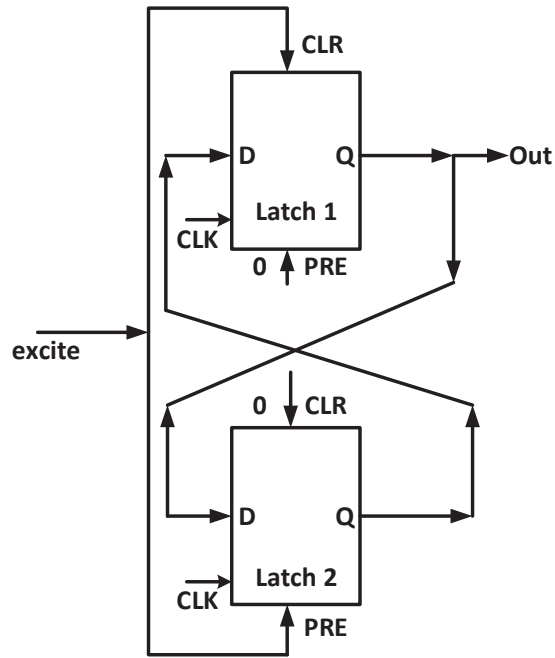 CLR
D Q Out
Latch 1
CLK
0 PRE
excite
0 CLR
D Q
Latch 2
CLK
PRE